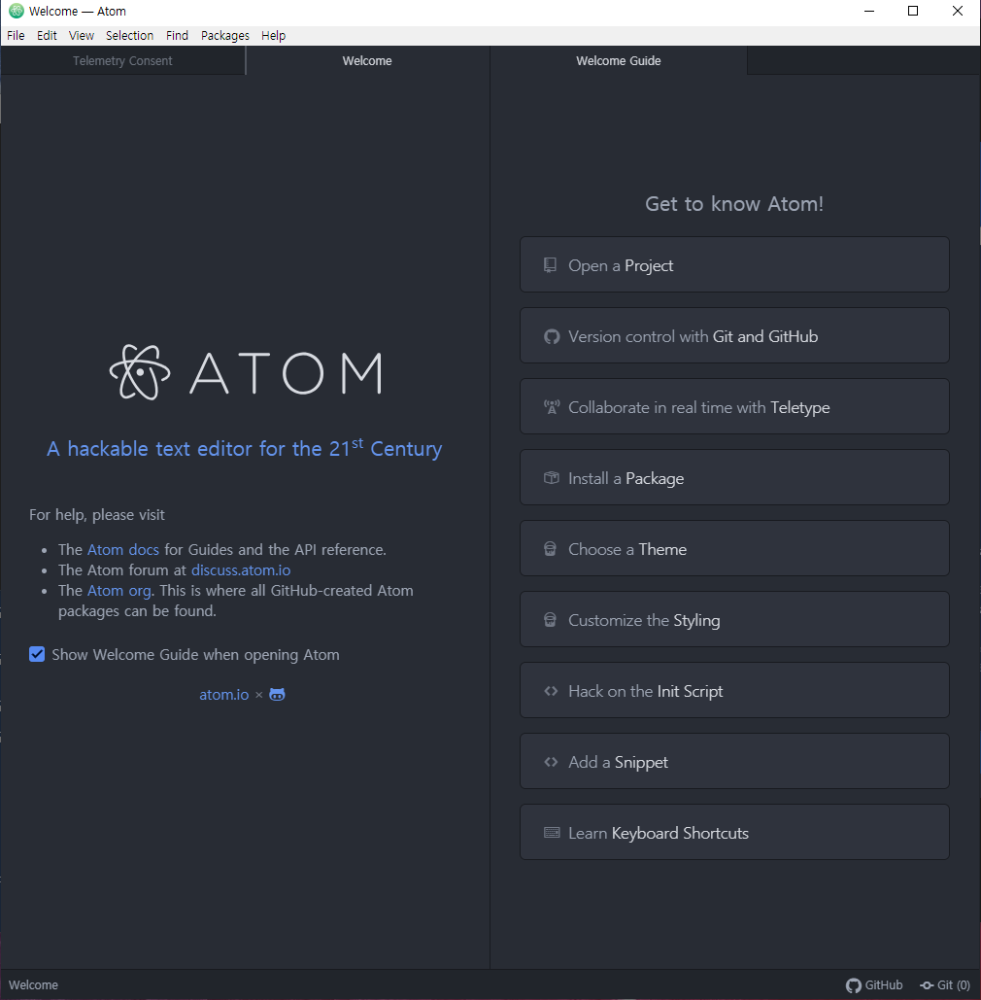 Welcome — Atom
File Edit View Selection Find Packages Help
Telemetry Consent
Welcome
Welcome Guide
ATOM
A hackable text editor for the 21st Century
For help, please visit
• The Atom docs for Guides and the API reference.
• The Atom forum at discuss.atom.io
• The Atom org. This is where all GitHub-created Atom
packages can be found.
Show Welcome Guide when opening Atom
atom.io ×
Get to know Atom!
Open a Project
Version control with Git and GitHub
Collaborate in real time with Teletype
Install a Package
Choose a Theme
Customize the Styling
Hack on the Init Script
Add a Snippet
Learn Keyboard Shortcuts
Welcome
GitHub
Git (0)